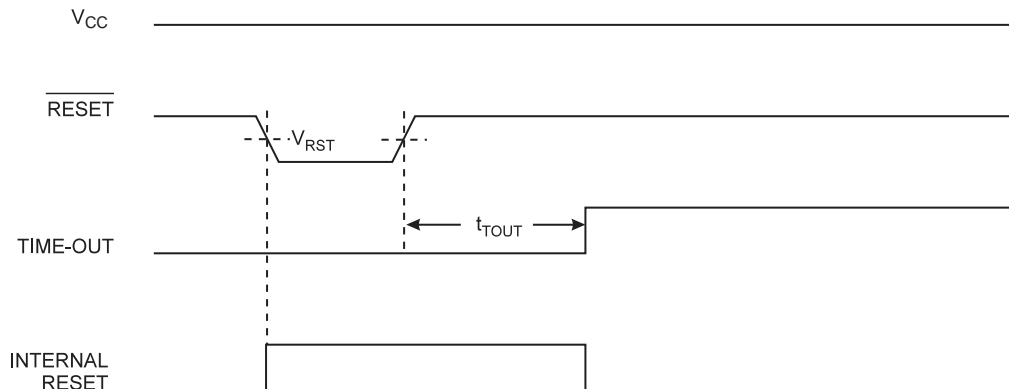 VCC
RESET
VRST
tTOUT
TIME-OUT
INTERNAL
RESET